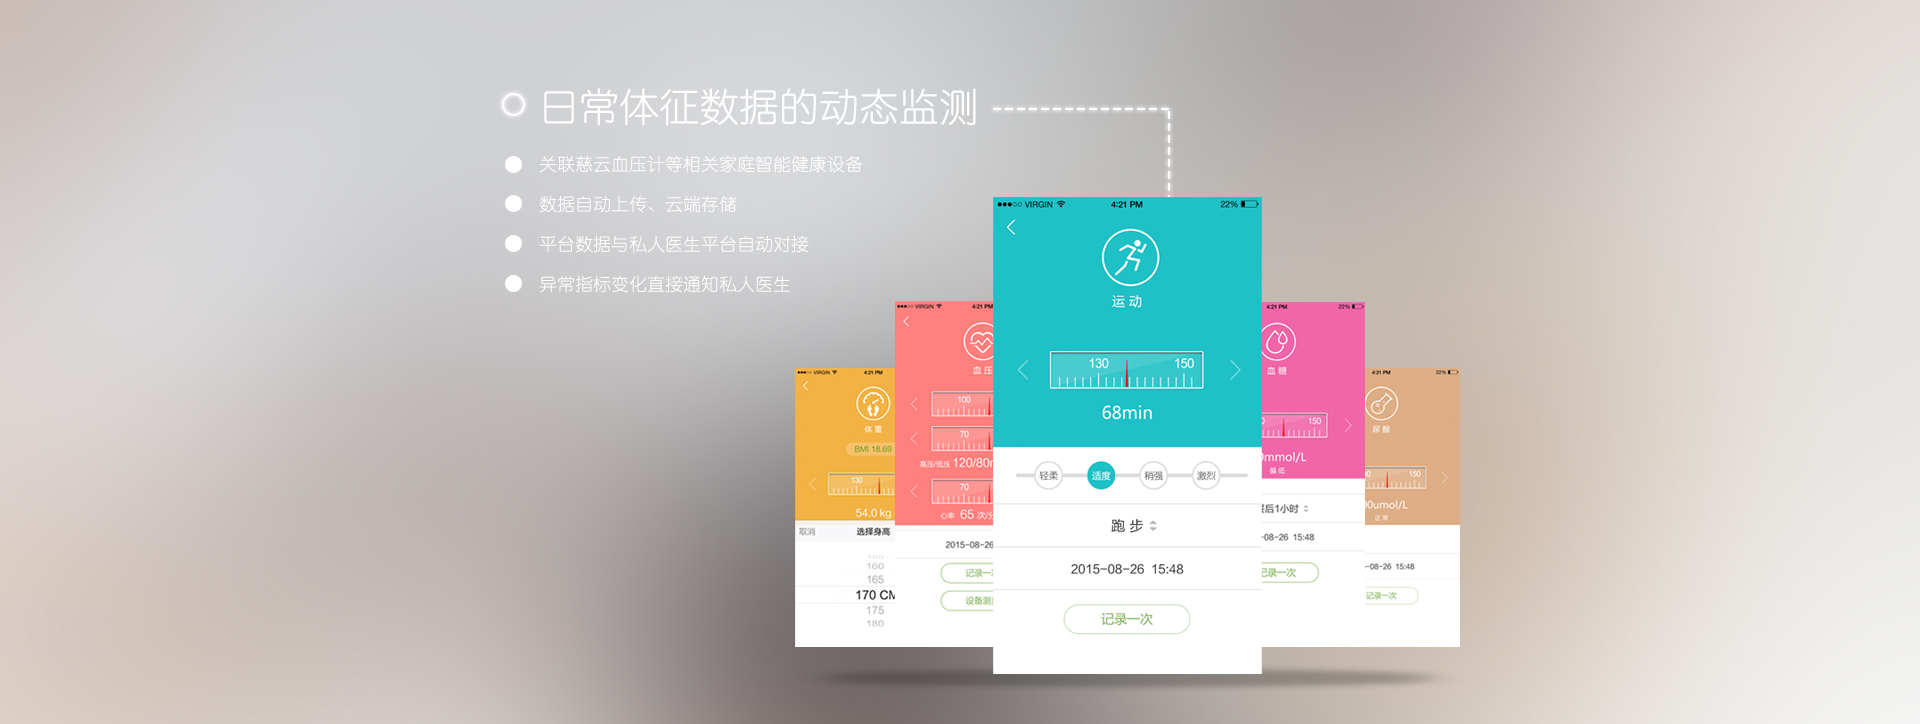 日常体征数据的动态监测
关联慈云血压计等相关家庭智能健康设备
数据自动上传、云端存储
平台数据与私人医生平台自动对接
异常指标变化直接通知私人医生
VIRGIN 4:21 PM
体重
BMI 18.69
130
54.0 kg
取消 选择身高
160
165
170 CM
175
180
VIRGIN 4:21 PM
血压
100
70
高压/低压 120/80
70
心率 65 次/分
2015-08-26
记录一
设备测
VIRGIN 4:21 PM 22%
运动
130 150
68min
轻柔 适度 稍强 激烈
跑步
2015-08-26 15:48
记录一次
4:21 PM 22%
血糖
150
0mmol/L
偏低
后1小时
-08-26 15:48
记录一次
4:21 PM 22%
尿酸
150
00umol/L
正常
-08-26 15:48
记录一次